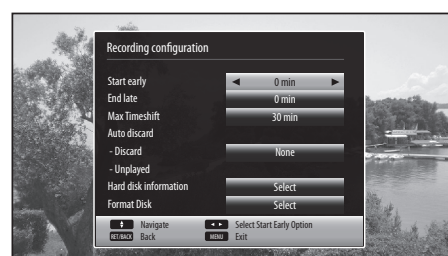 Recording configuration
Start early ◄ 0 min ►
End late 0 min
Max Timeshift 30 min
Auto discard
- Discard None
- Unplayed
Hard disk information Select
Format Disk Select
Navigate Select Start Early Option
RET/BACK Back MENU Exit